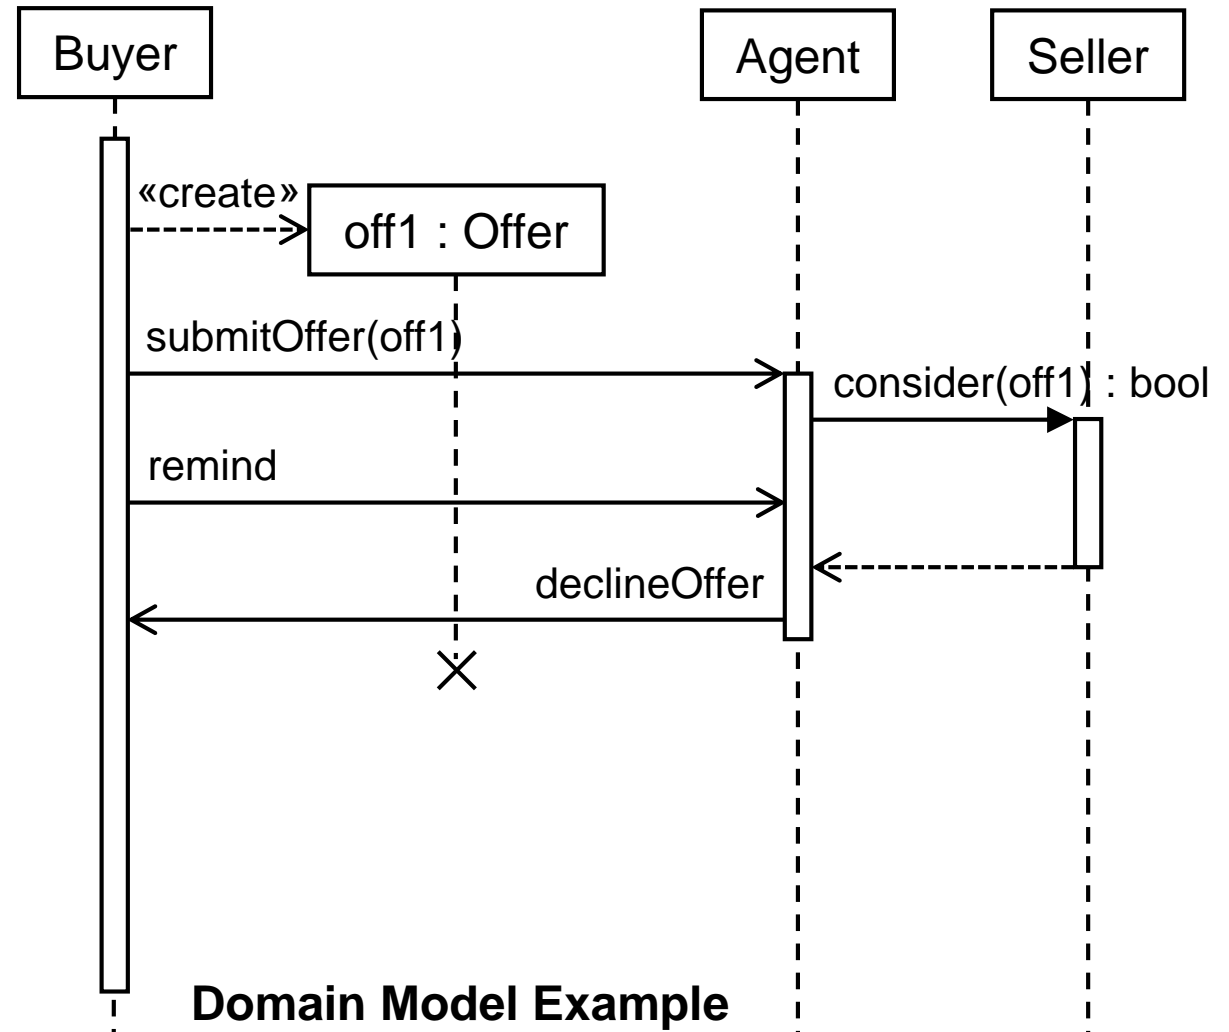 Buyer
Agent
Seller
«create»
off1 : Offer
submitOffer(off1)
consider(off1) : bool
remind
declineOffer
Domain Model Example